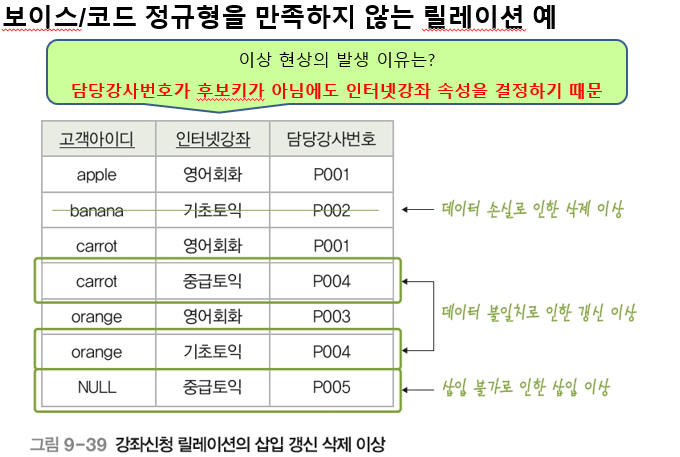 보이스/코드 정규형을 만족하지 않는 릴레이션 예
이상 현상의 발생 이유는?
담당강사번호가 후보키가 아님에도 인터넷강좌 속성을 결정하기 때문
고객아이디 인터넷강좌 담당강사번호
apple 영어회화 P001
banana 기초토익 P002 데이터 손실로 인한 삭제 이상
carrot 영어회화 P001
carrot 중급토익 P004
orange 영어회화 P003 데이터 불일치로 인한 갱신 이상
orange 기초토익 P004
NULL 중급토익 P005 삽입 불가로 인한 삽입 이상
그림 9-39 강좌신청 릴레이션의 삽입 갱신 삭제 이상